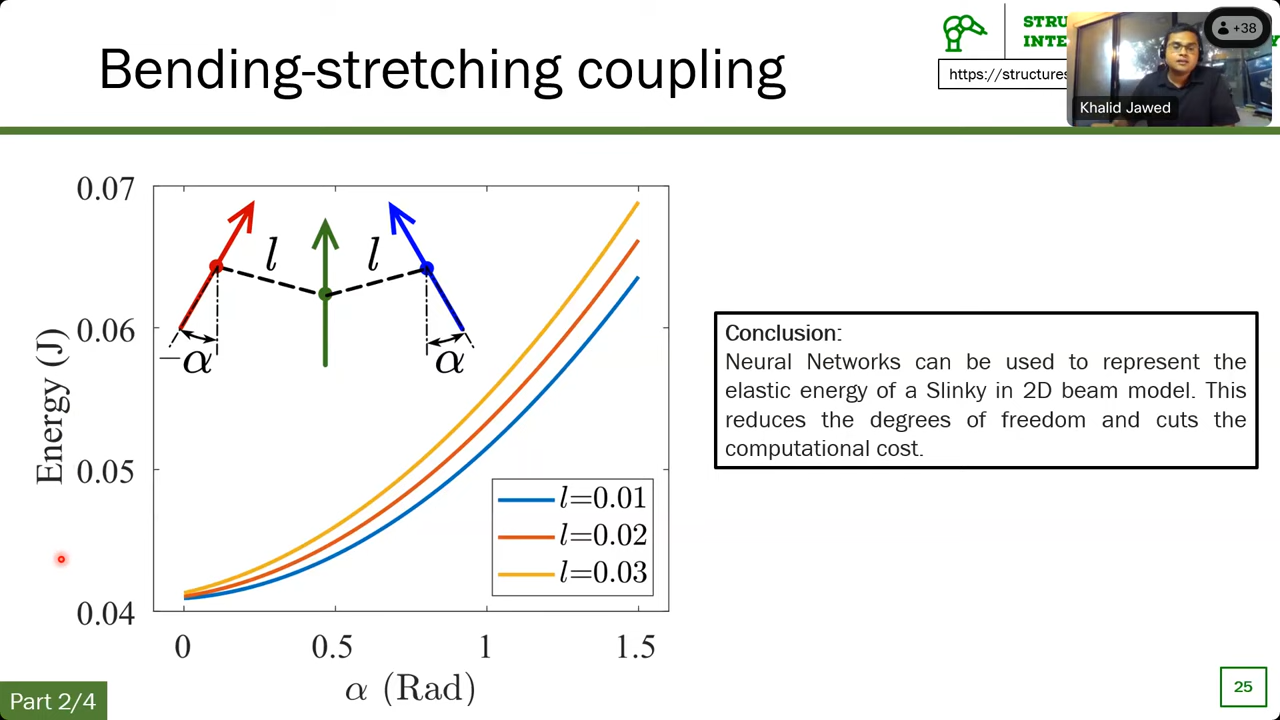 Bending-stretching coupling
STRU
INTE
Y
https://structures
+38
Khalid Jawed
0.07
0.06
0.05
0.04
Energy (J)
l
l
−α
α
l=0.01
l=0.02
l=0.03
0
0.5
1
1.5
α (Rad)
Conclusion:
Neural Networks can be used to represent the
elastic energy of a Slinky in 2D beam model. This
reduces the degrees of freedom and cuts the
computational cost.
Part 2/4
25